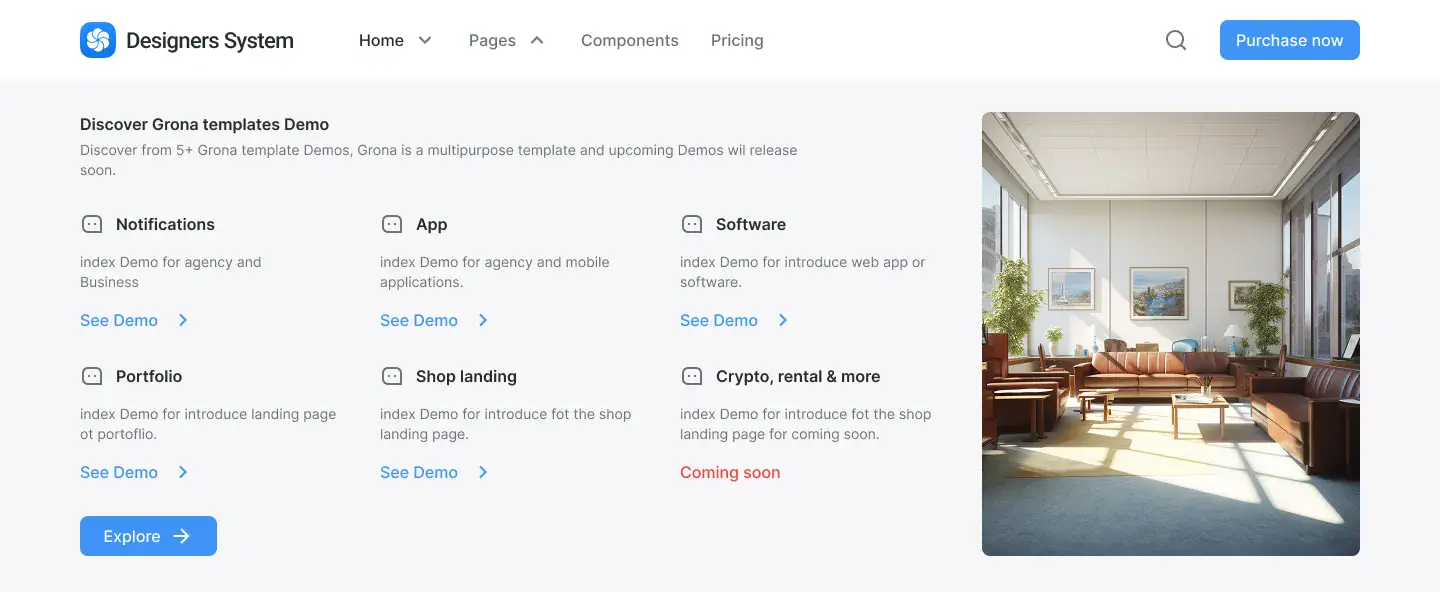 Designers System
Home
Pages
Components
Pricing
Purchase now
Discover Grona templates Demo
Discover from 5+ Grona template Demos, Grona is a multipurpose template and upcoming Demos wil release
soon.
Notifications
index Demo for agency and
Business
See Demo
App
index Demo for agency and mobile
applications.
See Demo
Software
index Demo for introduce web app or
software.
See Demo
Portfolio
index Demo for introduce landing page
ot portoflio.
See Demo
Shop landing
index Demo for introduce fot the shop
landing page.
See Demo
Crypto, rental & more
index Demo for introduce fot the shop
landing page for coming soon.
Coming soon
Explore